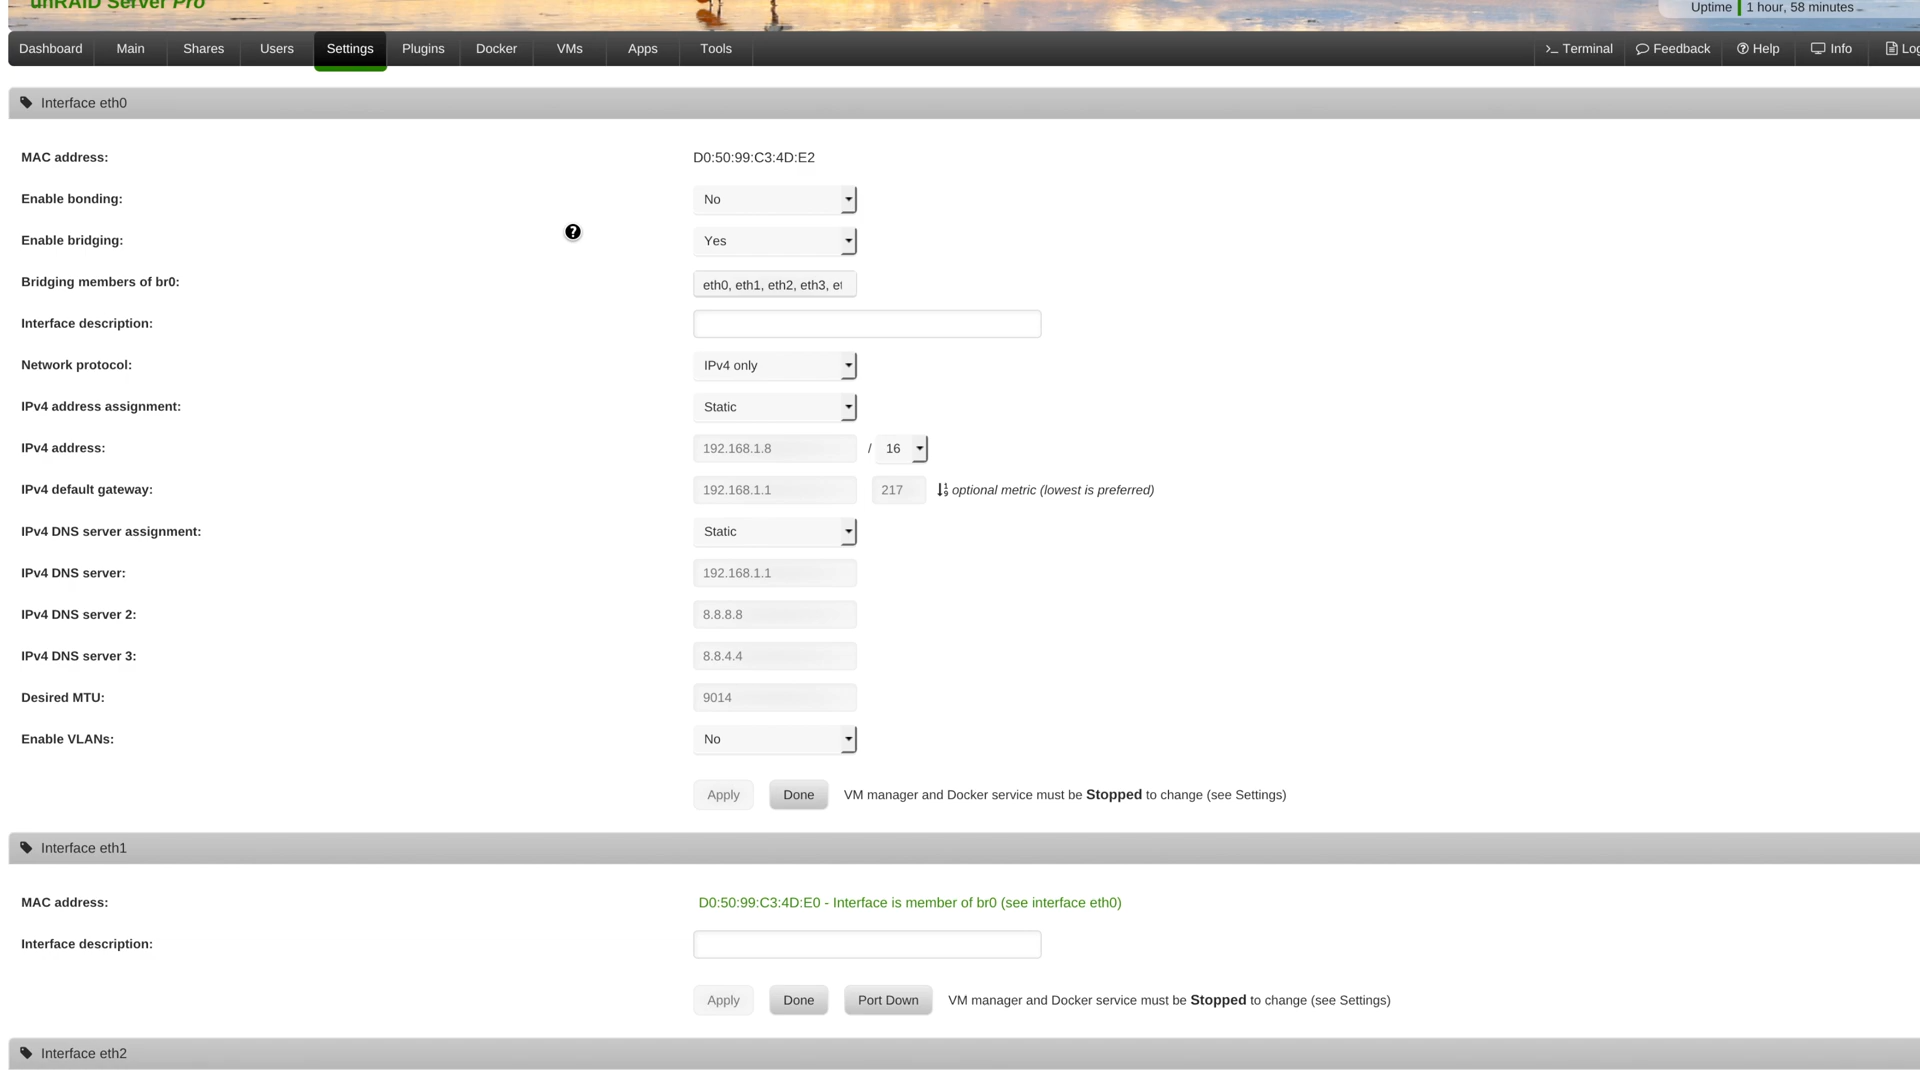 unRAID Server Pro
Uptime 1 hour, 58 minutes
Dashboard Main Shares Users Settings Plugins Docker VMs Apps Tools Terminal Feedback Help Info
Interface eth0
MAC address: D0:50:99:C3:4D:E2
Enable bonding: No
Enable bridging: Yes
Bridging members of br0: eth0, eth1, eth2, eth3,
Interface description:
Network protocol: IPv4 only
IPv4 address assignment: Static
IPv4 address: 192.168.1.8 / 16
IPv4 default gateway: 192.168.1.1 217 optional metric (lowest is preferred)
IPv4 DNS server assignment: Static
IPv4 DNS server: 192.168.1.1
IPv4 DNS server 2: 8.8.8.8
IPv4 DNS server 3: 8.8.4.4
Desired MTU: 9014
Enable VLANs: No
Apply Done VM manager and Docker service must be Stopped to change (see Settings)
Interface eth1
MAC address: D0:50:99:C3:4D:E0 - Interface is member of br0 (see interface eth0)
Interface description:
Apply Done Port Down VM manager and Docker service must be Stopped to change (see Settings)
Interface eth2